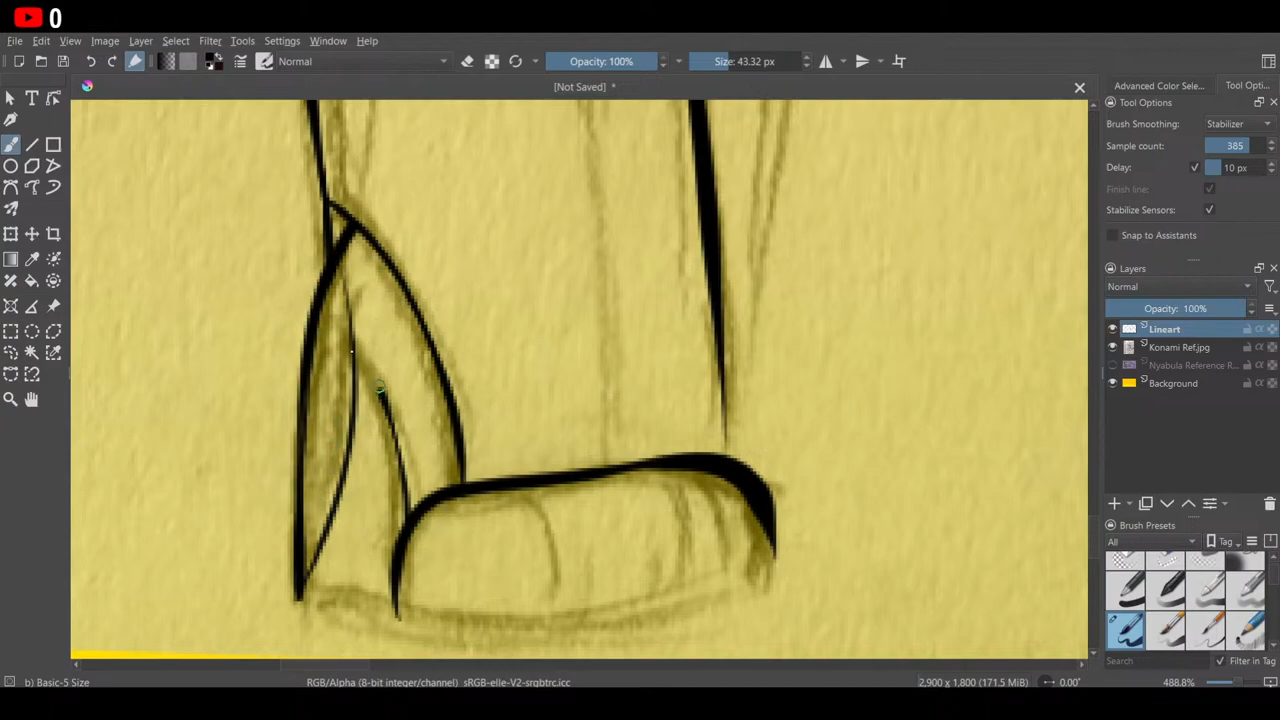 0
File Edit View Image Layer Select Filter Tools Settings Window Help
Normal
Opacity: 100%
Size: 43.32 px
[Not Saved] *
Advanced Color Sele...
Tool Opti...
Tool Options
Brush Smoothing:
Stabilizer
Sample count:
385
Delay:
10 px
Finish line:
Stabilize Sensors:
Snap to Assistants
Layers
Normal
Opacity: 100%
Lineart
Konami Ref.jpg
Nyabula Reference R...
Background
Brush Presets
All
Tag
Search
Filter in Tag
b) Basic-5 Size
RGB/Alpha (8-bit integer/channel) sRGB-elle-V2-srgbtrc.icc
2,900 x 1,800 (171.5 MiB)
0.00°
488.8%